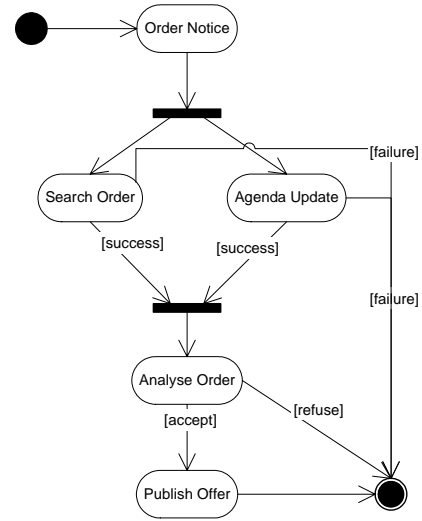 Order Notice
[failure]
Search Order
Agenda Update
[success]
[success]
[failure]
Analyse Order
[refuse]
[accept]
Publish Offer